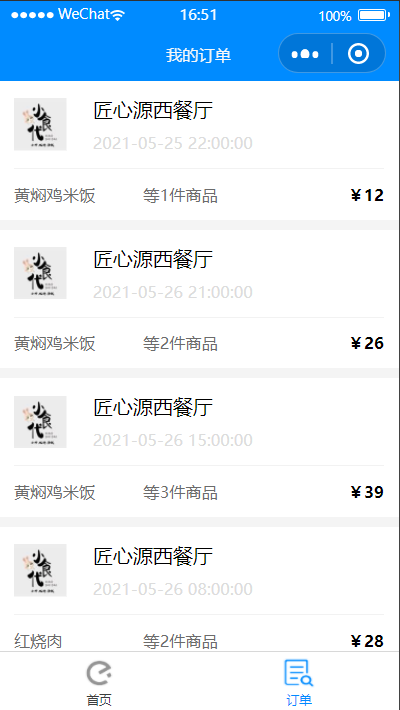 WeChat 16:51 100%
我的订单
小食代
匠心源西餐厅
2021-05-25 22:00:00
黄焖鸡米饭 等1件商品 ￥12
小食代
匠心源西餐厅
2021-05-26 21:00:00
黄焖鸡米饭 等2件商品 ￥26
小食代
匠心源西餐厅
2021-05-26 15:00:00
黄焖鸡米饭 等3件商品 ￥39
小食代
匠心源西餐厅
2021-05-26 08:00:00
红烧肉 等2件商品 ￥28
首页 订单